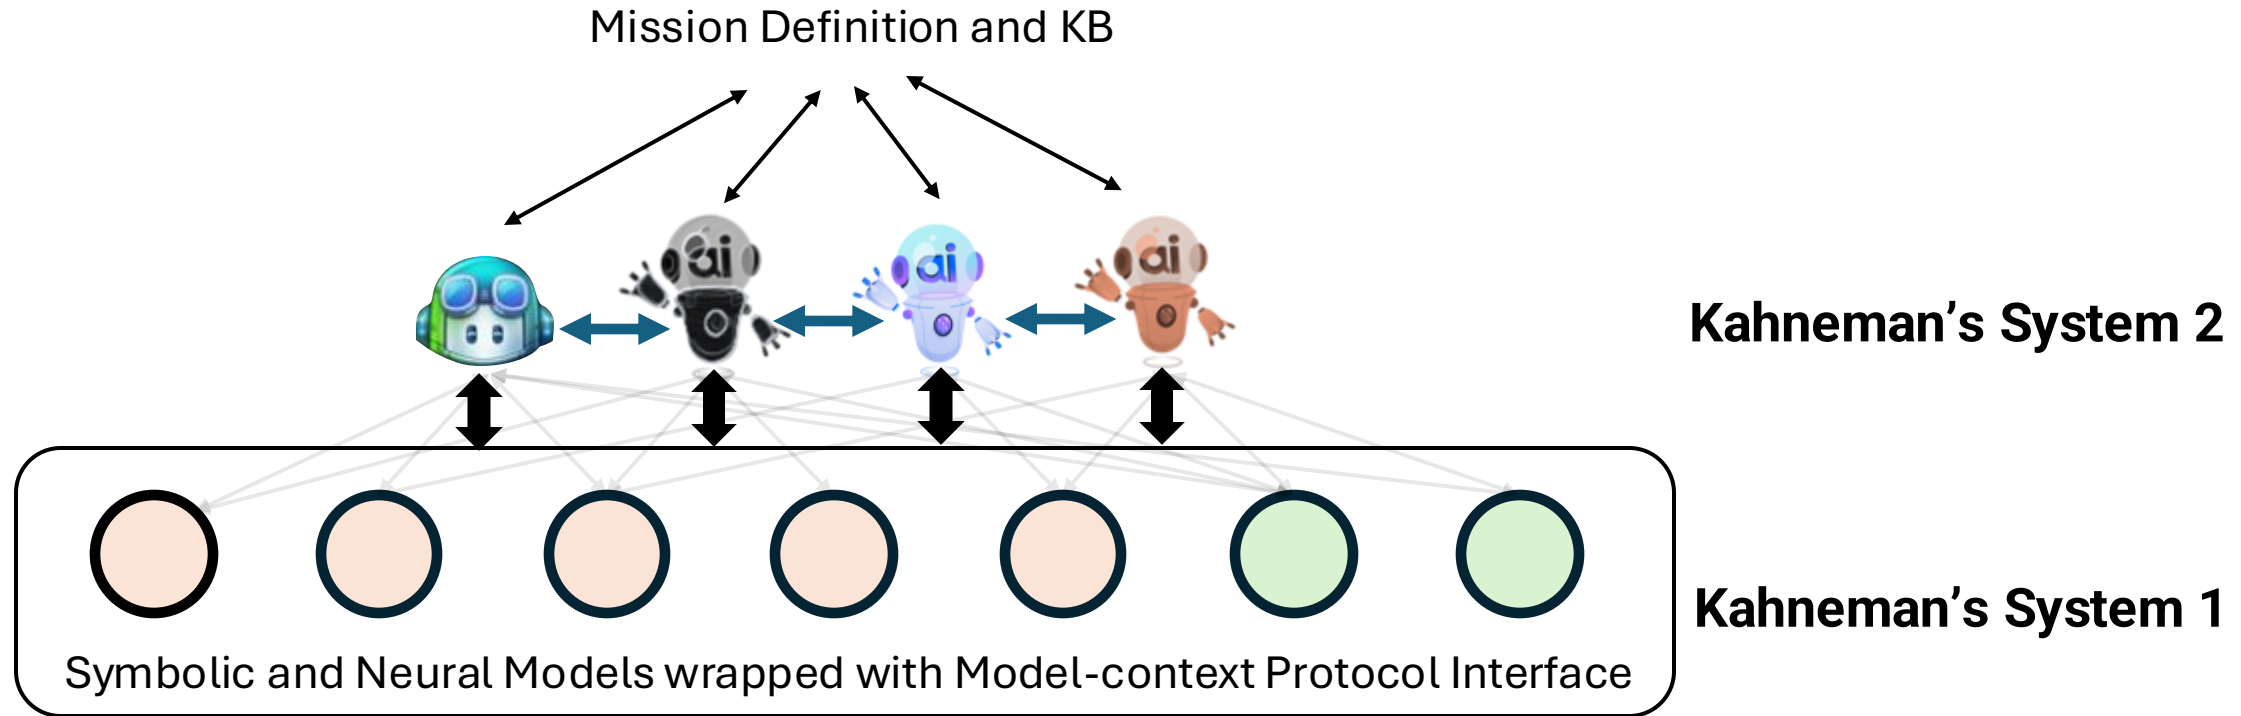 Mission Definition and KB
ai
ai
ai
Kahneman’s System 2
Kahneman’s System 1
Symbolic and Neural Models wrapped with Model-context Protocol Interface